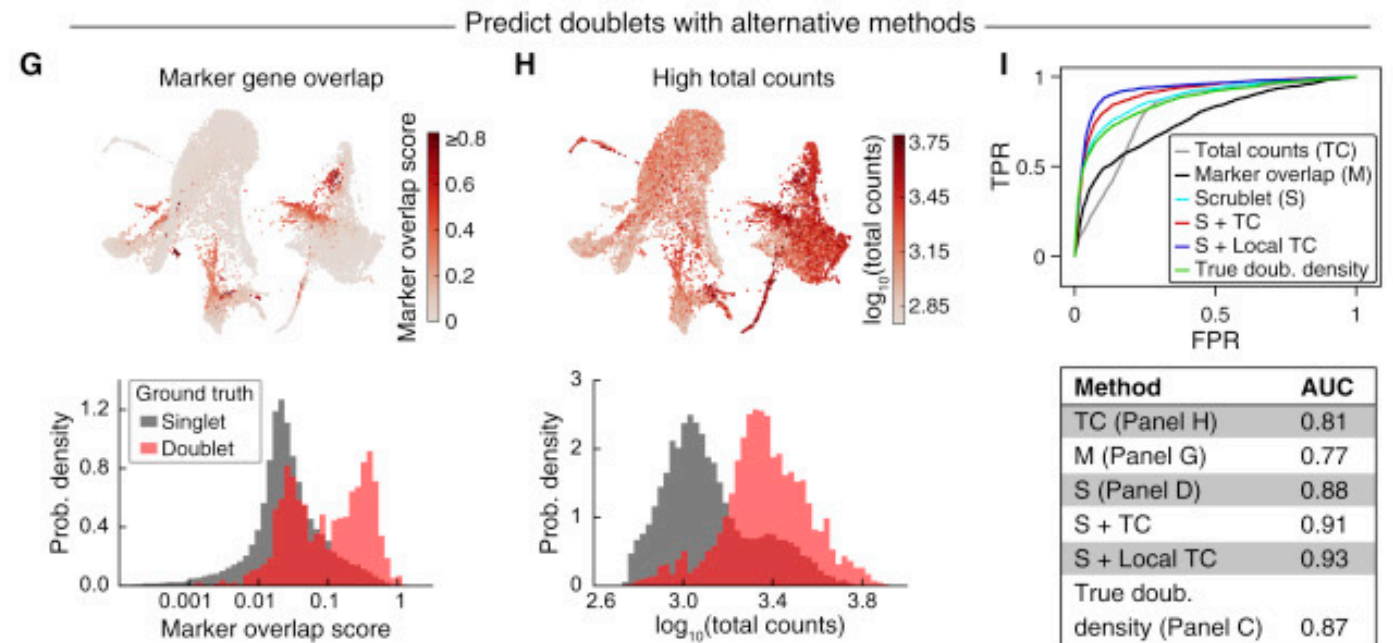 Predict doublets with alternative methods
G
Marker gene overlap
≥0.8
0.6
0.4
0.2
0
Marker overlap score
H
High total counts
3.75
3.45
3.15
2.85
log10(total counts)
I
1
0.5
0
TPR
Total counts (TC)
Marker overlap (M)
Scrublet (S)
S + TC
S + Local TC
True doub. density
0
0.5
1
FPR
Ground truth
Singlet
Doublet
1.2
0.8
0.4
0.0
Prob. density
0.001
0.01
0.1
1
Marker overlap score
3
2
1
0
Prob. density
2.6
3.0
3.4
3.8
log10(total counts)
Method AUC
TC (Panel H) 0.81
M (Panel G) 0.77
S (Panel D) 0.88
S + TC 0.91
S + Local TC 0.93
True doub.
density (Panel C) 0.87